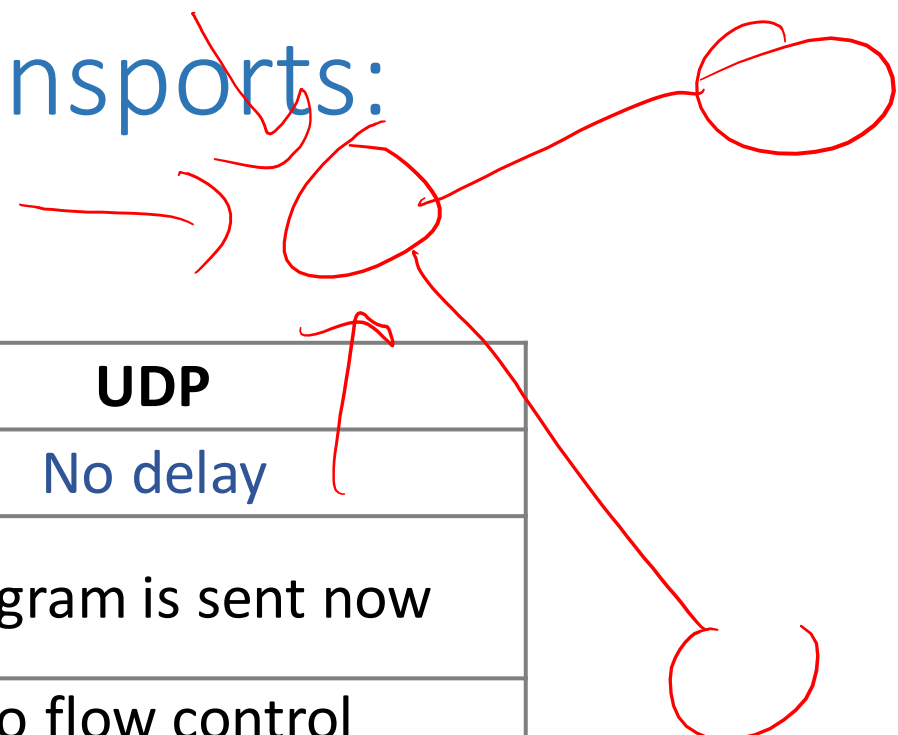 nsports:
UDP
No delay
gram is sent now
o flow control